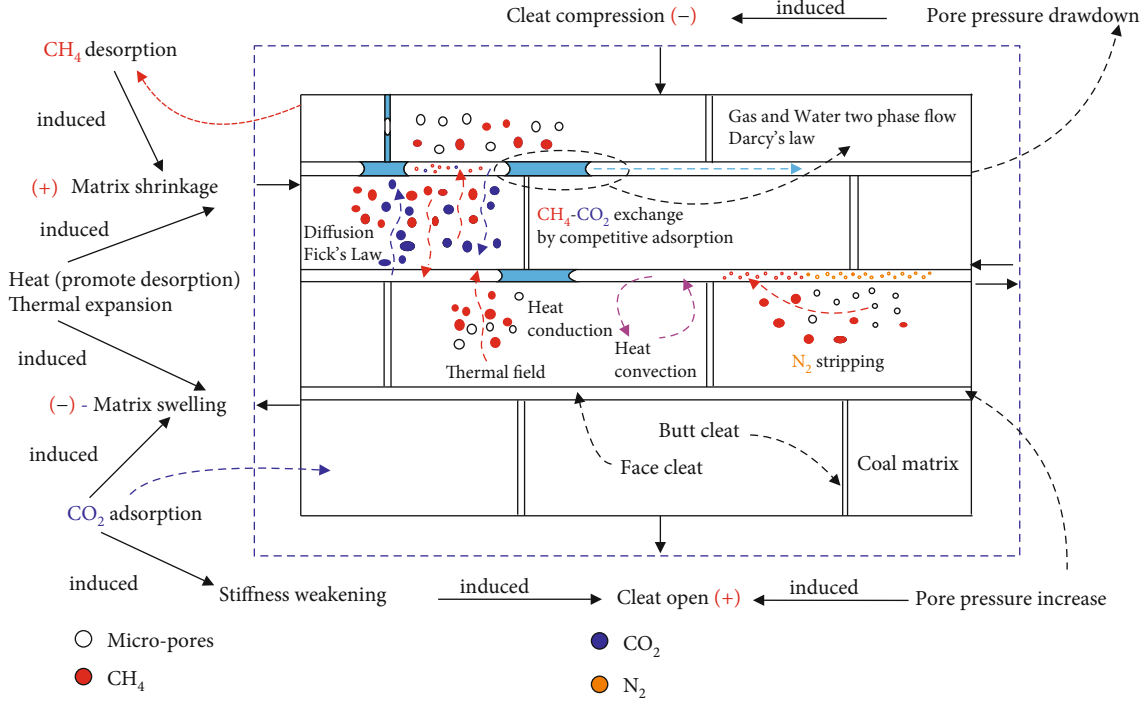 Cleat compression (−)
induced
Pore pressure drawdown
CH₄ desorption
induced
(+) Matrix shrinkage
induced
Heat (promote desorption)
Thermal expansion
induced
(−) - Matrix swelling
induced
CO₂ adsorption
induced
Stiffness weakening
induced
Cleat open (+)
induced
Pore pressure increase
Gas and Water two phase flow
Darcy's law
CH₄-CO₂ exchange
by competitive adsorption
Diffusion
Fick's Law
Heat
conduction
Thermal field
Heat
convection
N₂ stripping
Butt cleat
Face cleat
Coal matrix
Micro-pores
CH₄
CO₂
N₂